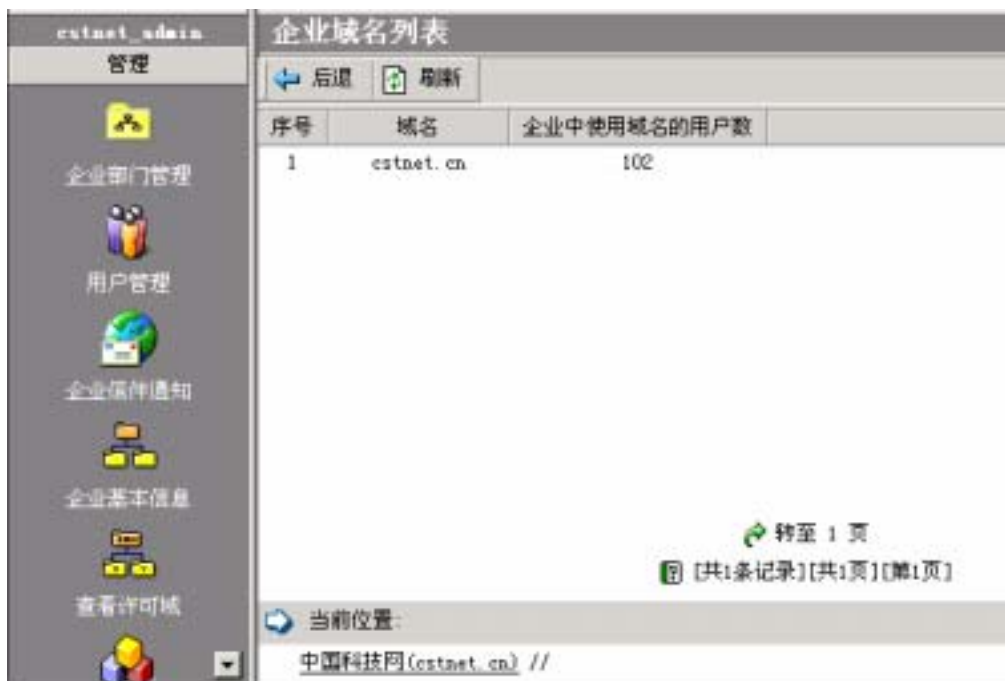 cstnet_admin
管理
企业部门管理
用户管理
企业信件通知
企业基本信息
查看许可域
企业域名列表
后退 刷新
序号 域名 企业中使用域名的用户数
1 cstnet.cn 102
转至 1 页
[共1条记录][共1页][第1页]
当前位置:
中国科技网(cstnet.cn) //